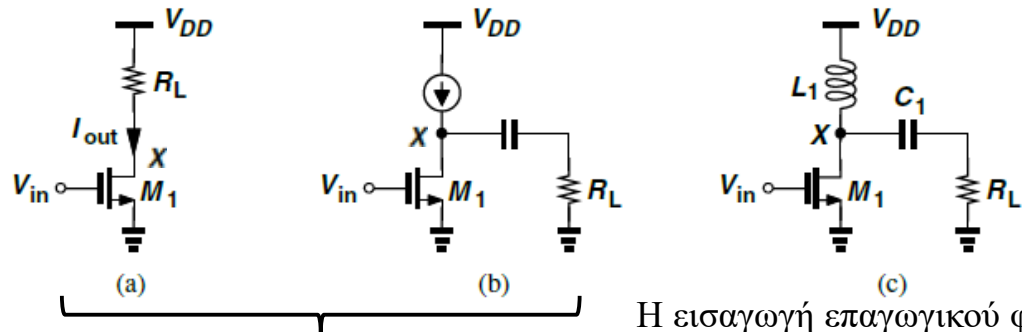 V_DD
R_L
I_out
X
V_in
M_1
(a)
V_DD
X
V_in
M_1
R_L
(b)
V_DD
L_1
C_1
X
V_in
M_1
R_L
(c)
Η εισαγωγή επαγωγικού